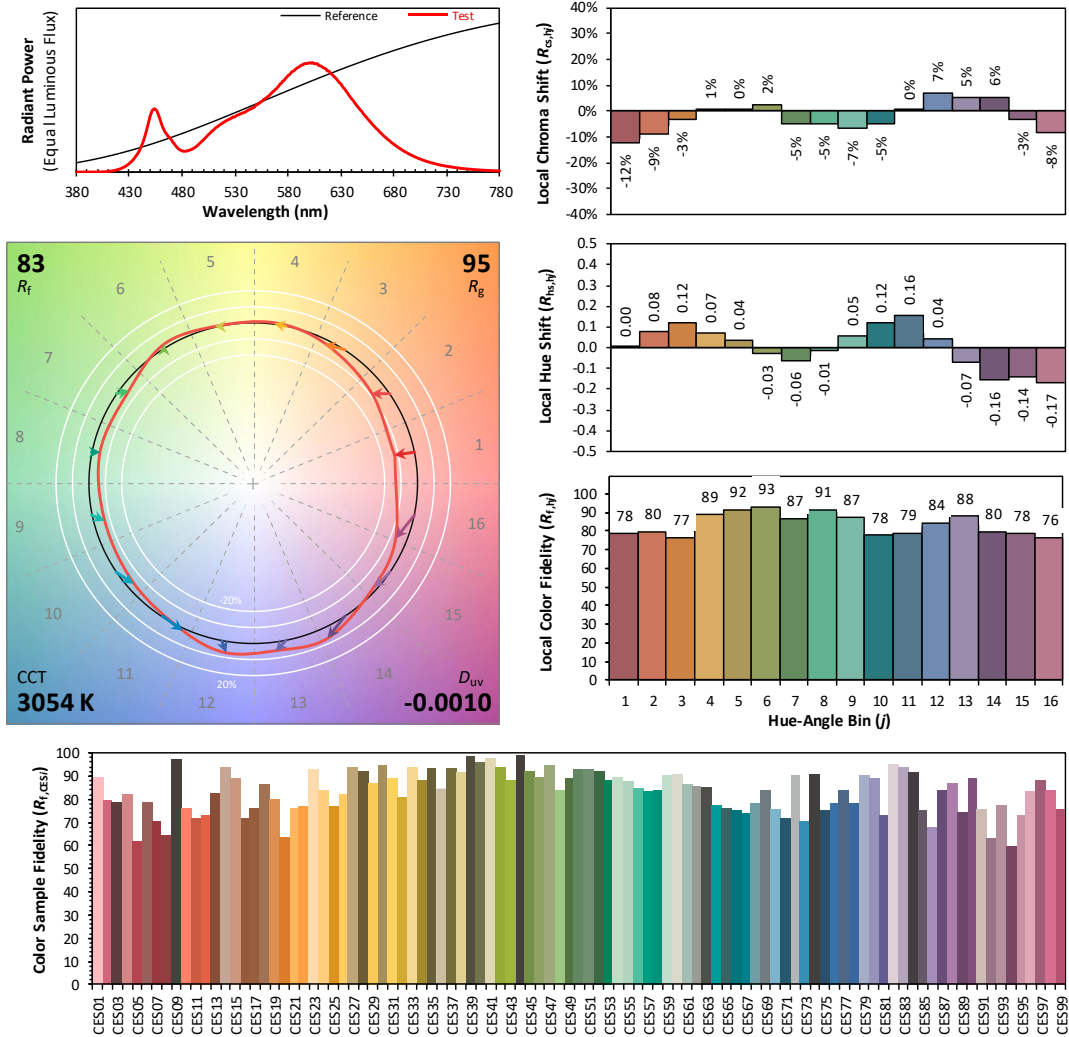 Reference
Test
Radiant Power
(Equal Luminous Flux)
380 430 480 530 580 630 680 730 780
Wavelength (nm)
Local Chroma Shift (Rcs,hj)
40%
30%
20%
10%
0%
-10%
-20%
-30%
-40%
-12% -9% -3% 1% 0% 2% -5% -5% -7% -5% 0% 7% 5% 6% -3% -8%
83
Rf
95
Rg
5 4
6 3
7 2
8 1
9 16
10 15
11 14
12 13
-20%
20%
CCT
3054 K
Duv
-0.0010
Local Hue Shift (Rhs,hj)
0.5
0.4
0.3
0.2
0.1
0.0
-0.1
-0.2
-0.3
-0.4
-0.5
0.00 0.08 0.12 0.07 0.04 -0.03 -0.06 -0.01 0.05 0.12 0.16 0.04 -0.07 -0.16 -0.14 -0.17
Local Color Fidelity (Rf,hj)
100
90
80
70
60
50
40
30
20
10
0
78 80 77 89 92 93 87 91 87 78 79 84 88 80 78 76
1 2 3 4 5 6 7 8 9 10 11 12 13 14 15 16
Hue-Angle Bin (j)
Color Sample Fidelity (Rf,CESi)
100
90
80
70
60
50
40
30
20
10
0
CES01 CES03 CES05 CES07 CES09 CES11 CES13 CES15 CES17 CES19 CES21 CES23 CES25 CES27 CES29 CES31 CES33 CES35 CES37 CES39 CES41 CES43 CES45 CES47 CES49 CES51 CES53 CES55 CES57 CES59 CES61 CES63 CES65 CES67 CES69 CES71 CES73 CES75 CES77 CES79 CES81 CES83 CES85 CES87 CES89 CES91 CES93 CES95 CES97 CES99